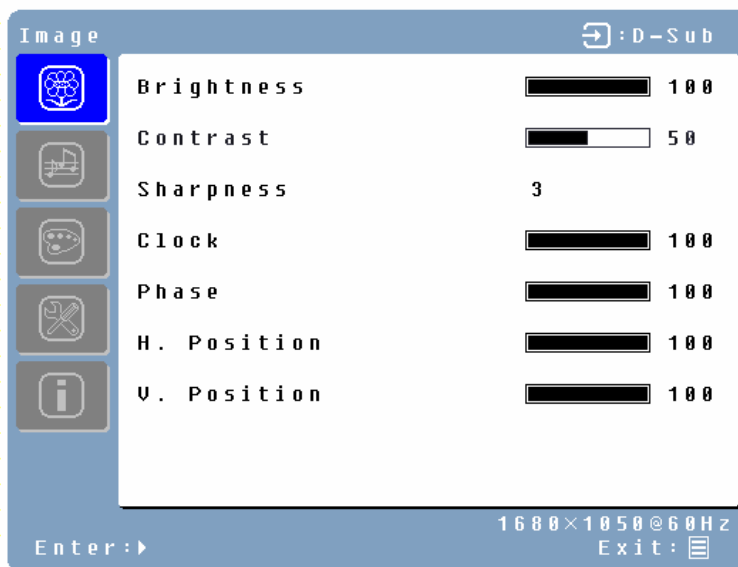 Image :D-Sub
Brightness 100
Contrast 50
Sharpness 3
Clock 100
Phase 100
H. Position 100
V. Position 100
1680×1050@60Hz
Enter: Exit: